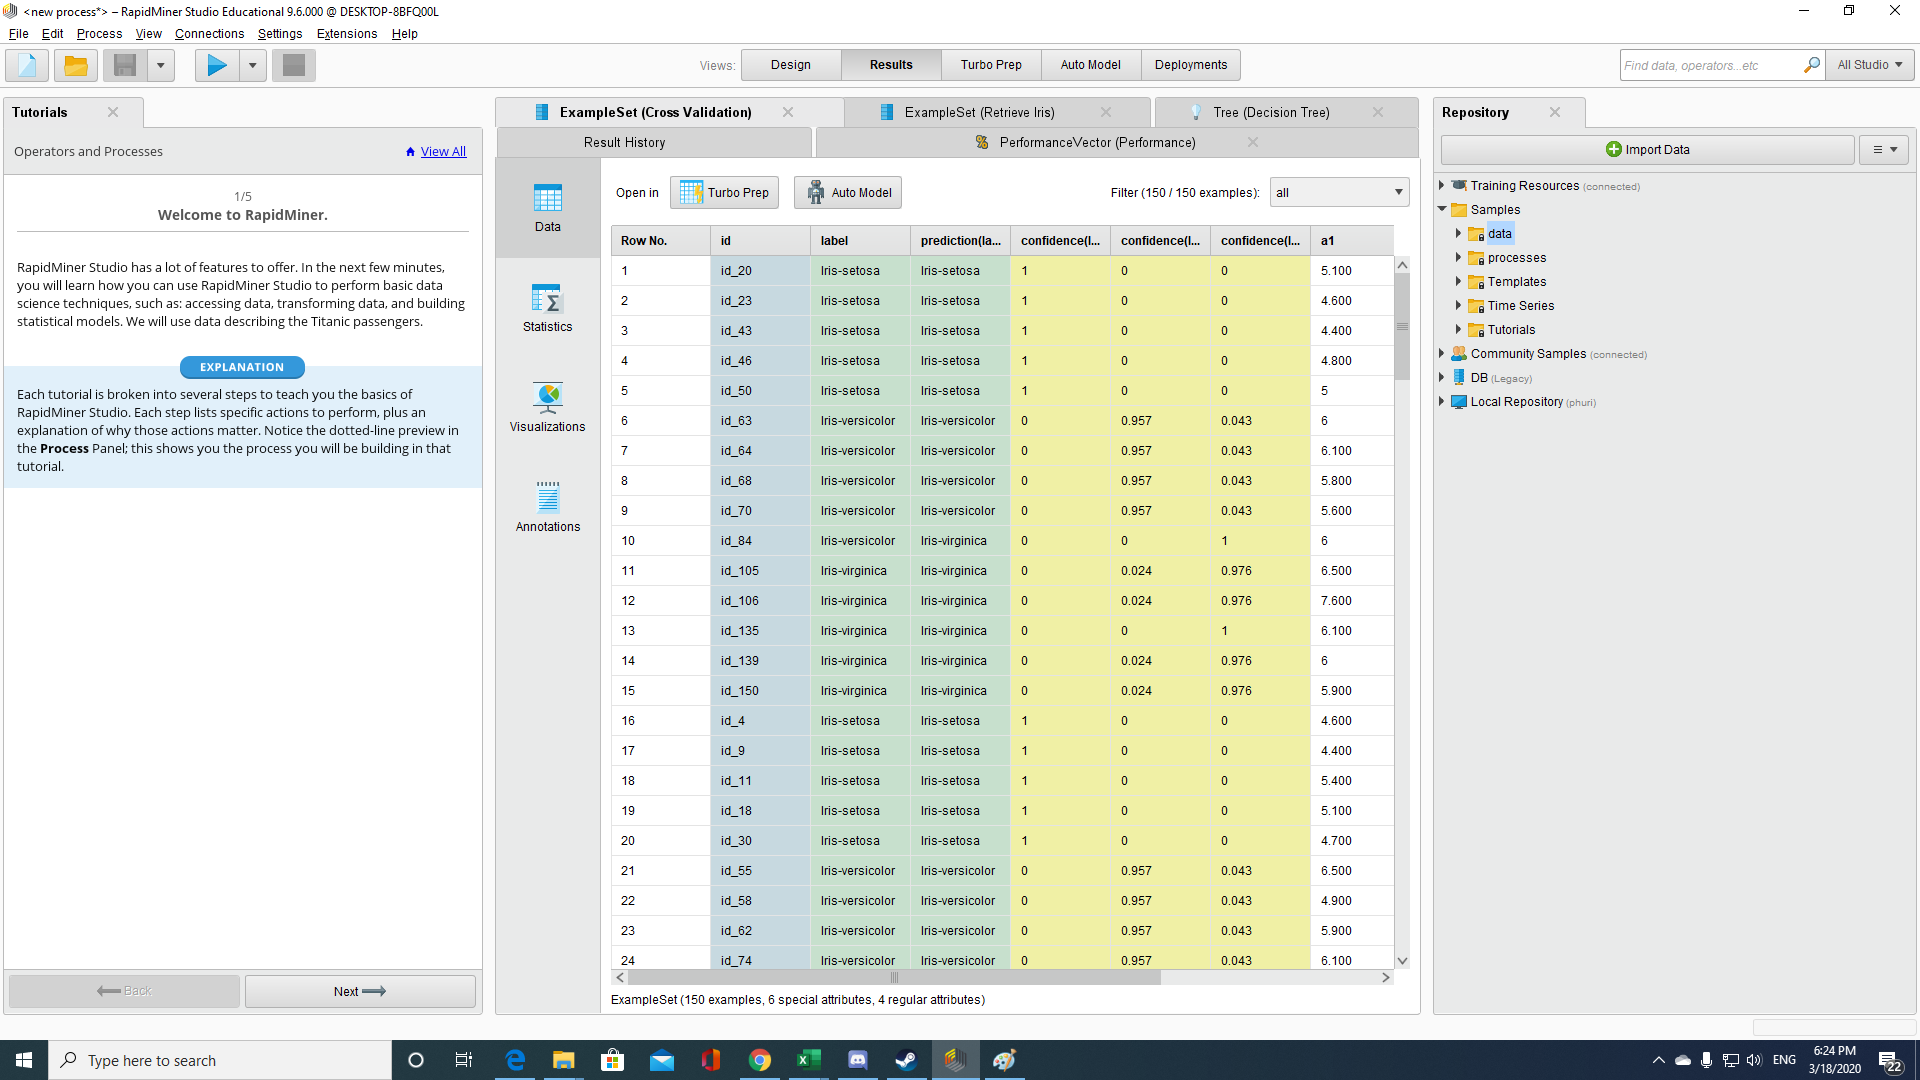 <new process*> – RapidMiner Studio Educational 9.6.000 @ DESKTOP-8BFQ00L
File Edit Process View Connections Settings Extensions Help
Views: Design Results Turbo Prep Auto Model Deployments
Find data, operators...etc All Studio
Tutorials
Operators and Processes View All
1/5
Welcome to RapidMiner.
RapidMiner Studio has a lot of features to offer. In the next few minutes,
you will learn how you can use RapidMiner Studio to perform basic data
science techniques, such as: accessing data, transforming data, and building
statistical models. We will use data describing the Titanic passengers.
EXPLANATION
Each tutorial is broken into several steps to teach you the basics of
RapidMiner Studio. Each step lists specific actions to perform, plus an
explanation of why those actions matter. Notice the dotted-line preview in
the Process Panel; this shows you the process you will be building in that
tutorial.
Back Next
ExampleSet (Cross Validation) ExampleSet (Retrieve Iris) Tree (Decision Tree)
Result History PerformanceVector (Performance)
Data
Statistics
Visualizations
Annotations
Open in Turbo Prep Auto Model Filter (150 / 150 examples): all
Row No. id label prediction(la... confidence(I... confidence(I... confidence(I... a1
1 id_20 Iris-setosa Iris-setosa 1 0 0 5.100
2 id_23 Iris-setosa Iris-setosa 1 0 0 4.600
3 id_43 Iris-setosa Iris-setosa 1 0 0 4.400
4 id_46 Iris-setosa Iris-setosa 1 0 0 4.800
5 id_50 Iris-setosa Iris-setosa 1 0 0 5
6 id_63 Iris-versicolor Iris-versicolor 0 0.957 0.043 6
7 id_64 Iris-versicolor Iris-versicolor 0 0.957 0.043 6.100
8 id_68 Iris-versicolor Iris-versicolor 0 0.957 0.043 5.800
9 id_70 Iris-versicolor Iris-versicolor 0 0.957 0.043 5.600
10 id_84 Iris-versicolor Iris-virginica 0 0 1 6
11 id_105 Iris-virginica Iris-virginica 0 0.024 0.976 6.500
12 id_106 Iris-virginica Iris-virginica 0 0.024 0.976 7.600
13 id_135 Iris-virginica Iris-virginica 0 0 1 6.100
14 id_139 Iris-virginica Iris-virginica 0 0.024 0.976 6
15 id_150 Iris-virginica Iris-virginica 0 0.024 0.976 5.900
16 id_4 Iris-setosa Iris-setosa 1 0 0 4.600
17 id_9 Iris-setosa Iris-setosa 1 0 0 4.400
18 id_11 Iris-setosa Iris-setosa 1 0 0 5.400
19 id_18 Iris-setosa Iris-setosa 1 0 0 5.100
20 id_30 Iris-setosa Iris-setosa 1 0 0 4.700
21 id_55 Iris-versicolor Iris-versicolor 0 0.957 0.043 6.500
22 id_58 Iris-versicolor Iris-versicolor 0 0.957 0.043 4.900
23 id_62 Iris-versicolor Iris-versicolor 0 0.957 0.043 5.900
24 id_74 Iris-versicolor Iris-versicolor 0 0.957 0.043 6.100
ExampleSet (150 examples, 6 special attributes, 4 regular attributes)
Repository
Import Data
Training Resources (connected)
Samples
data
processes
Templates
Time Series
Tutorials
Community Samples (connected)
DB (Legacy)
Local Repository (phuri)
Type here to search
ENG
6:24 PM
3/18/2020
22